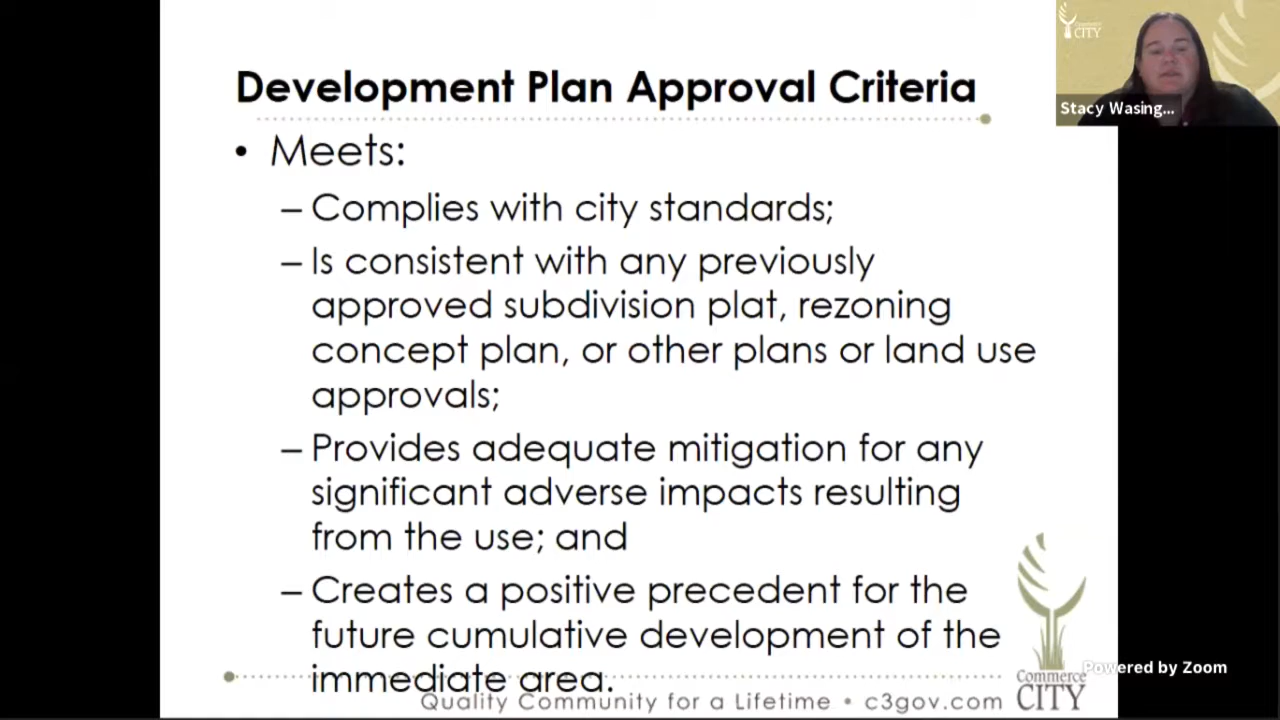 Development Plan Approval Criteria
• Meets:
– Complies with city standards;
– Is consistent with any previously
approved subdivision plat, rezoning
concept plan, or other plans or land use
approvals;
– Provides adequate mitigation for any
significant adverse impacts resulting
from the use; and
– Creates a positive precedent for the
future cumulative development of the
immediate area.
Quality Community for a Lifetime • c3gov.com
Commerce
CITY
Powered by Zoom
Commerce
CITY
Stacy Wasing...